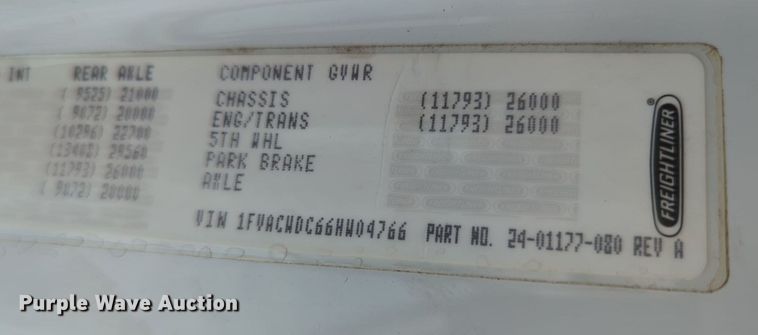 INT REAR AXLE COMPONENT GVWR
( 9525) 21000 CHASSIS (11793) 26000
( 9072) 20000 ENG/TRANS (11793) 26000
(10296) 22700 5TH WHL
(13408) 29560 PARK BRAKE
(11793) 26000 AXLE
( 9072) 20000
VIN 1FVACWDC66HW04766 PART NO. 24-01177-080 REV A
FREIGHTLINER
Purple Wave Auction